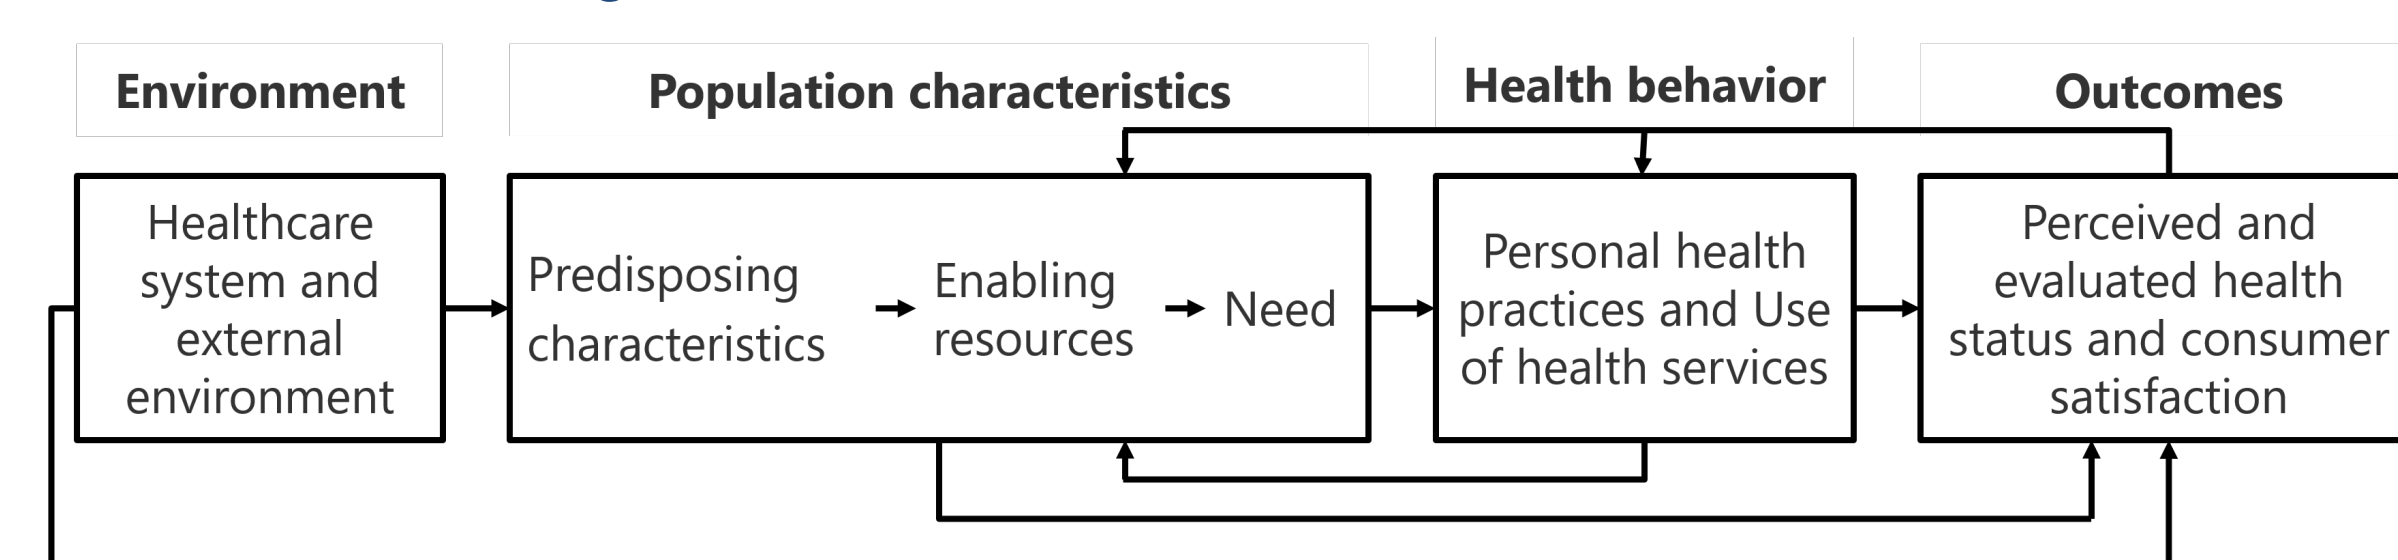 Environment
Population characteristics
Health behavior
Outcomes
Healthcare
system and
external
environment
Predisposing
characteristics
Enabling
resources
Need
Personal health
practices and Use
of health services
Perceived and
evaluated health
status and consumer
satisfaction